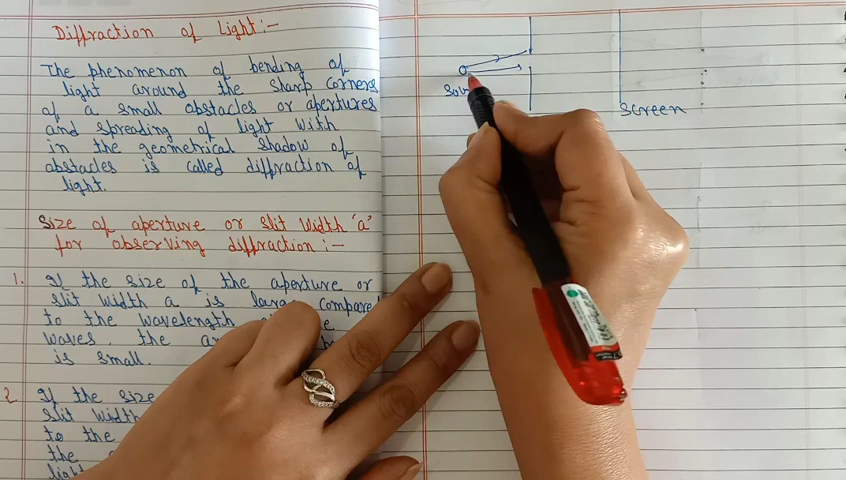 Diffraction of Light:-
The phenomenon of bending of
light around the sharp corners
of a small obstacles or apertures
and spreading of light with
in the geometrical shadow of
obstacles is called diffraction of
light.
Size of aperture or slit width 'a'
for observing diffraction:-
1. If the size of the aperture or
slit width a is large compared
to the wavelength
waves, the
is small.
2. If the size
slit width
to the
the
light
Screen